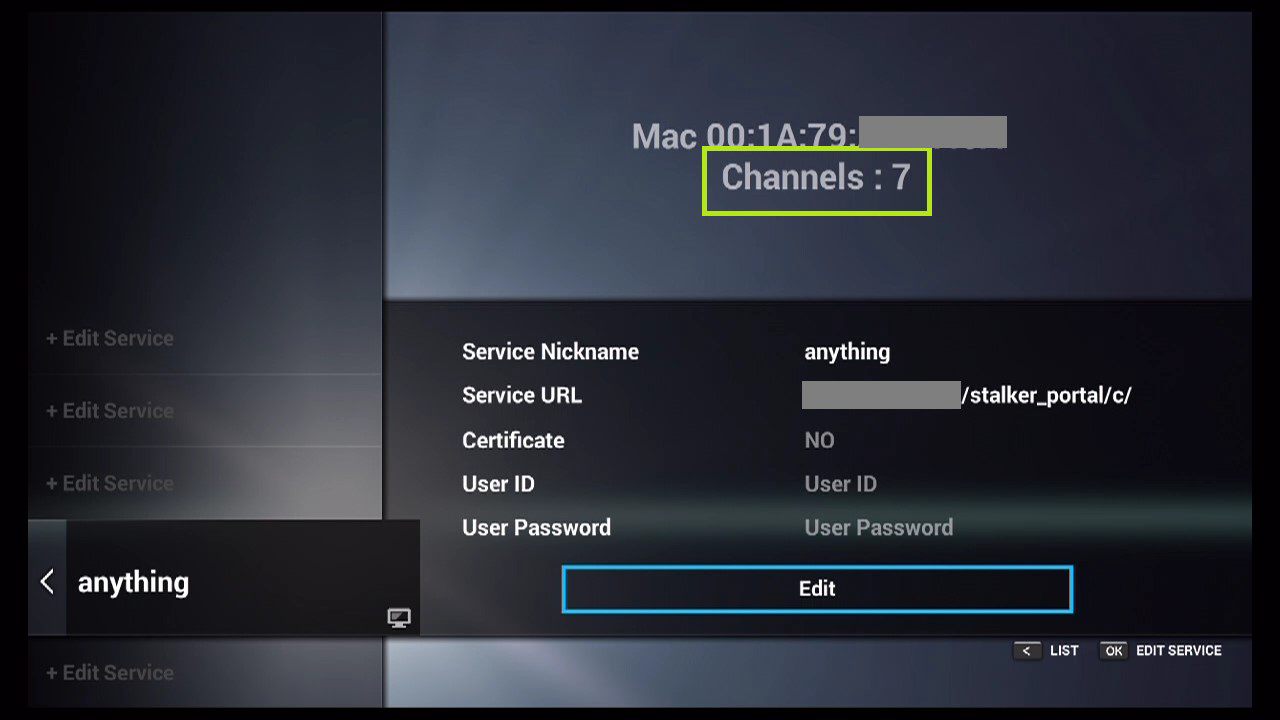 Mac 00:1A:79:
Channels : 7
+ Edit Service
+ Edit Service
+ Edit Service
anything
+ Edit Service
Service Nickname anything
Service URL /stalker_portal/c/
Certificate NO
User ID User ID
User Password User Password
Edit
< LIST OK EDIT SERVICE